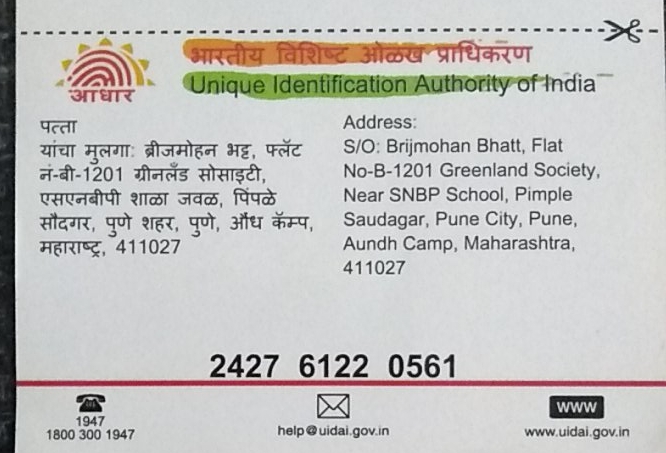 भारतीय विशिष्ट ओळख प्राधिकरण
Unique Identification Authority of India
आधार
पत्ता
यांचा मुलगा: ब्रीजमोहन भट्ट, फ्लॅट
नं-बी-1201 ग्रीनलँड सोसाइटी,
एसएनबीपी शाळा जवळ, पिंपळे
सौदगर, पुणे शहर, पुणे, औंध कॅम्प,
महाराष्ट्र, 411027
Address:
S/O: Brijmohan Bhatt, Flat
No-B-1201 Greenland Society,
Near SNBP School, Pimple
Saudagar, Pune City, Pune,
Aundh Camp, Maharashtra,
411027
2427 6122 0561
1947
1800 300 1947
help@uidai.gov.in
www
www.uidai.gov.in